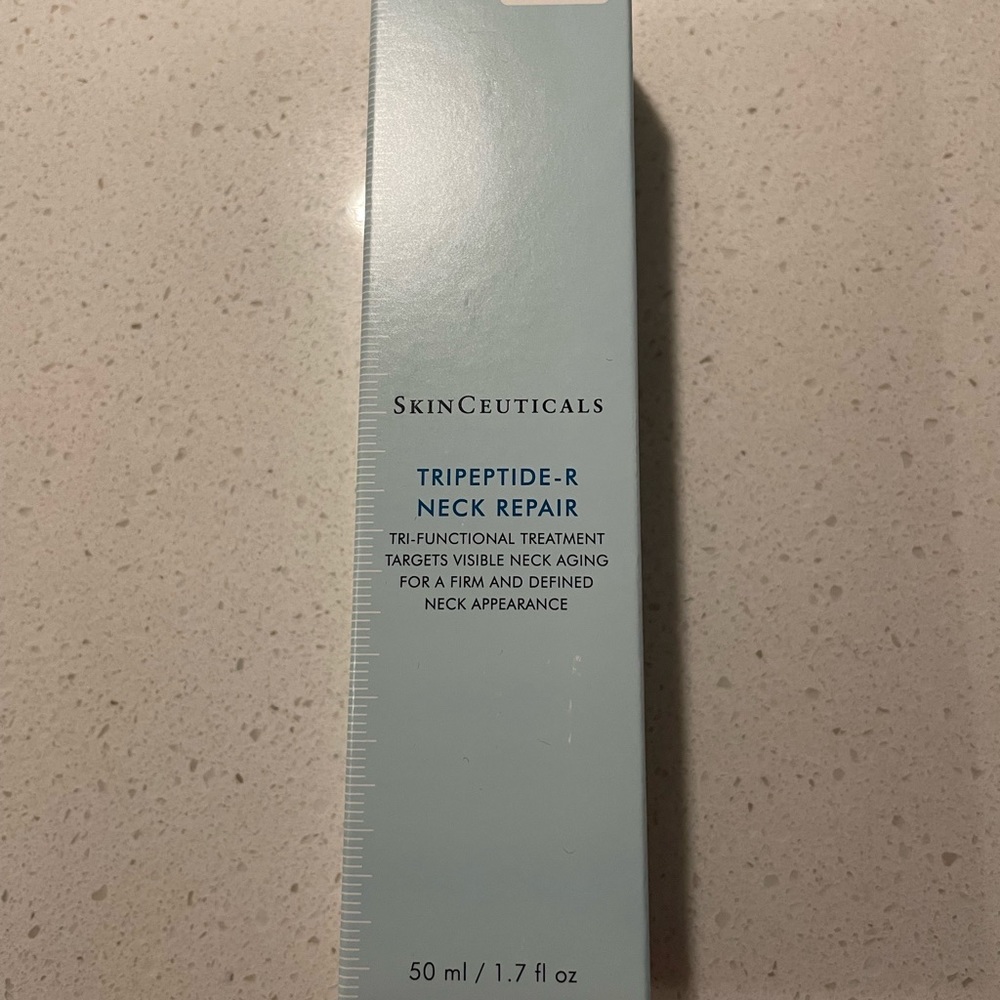 SKINCEUTICALS
TRIPEPTIDE-R
NECK REPAIR
TRI-FUNCTIONAL TREATMENT
TARGETS VISIBLE NECK AGING
FOR A FIRM AND DEFINED
NECK APPEARANCE
50 ml / 1.7 fl oz